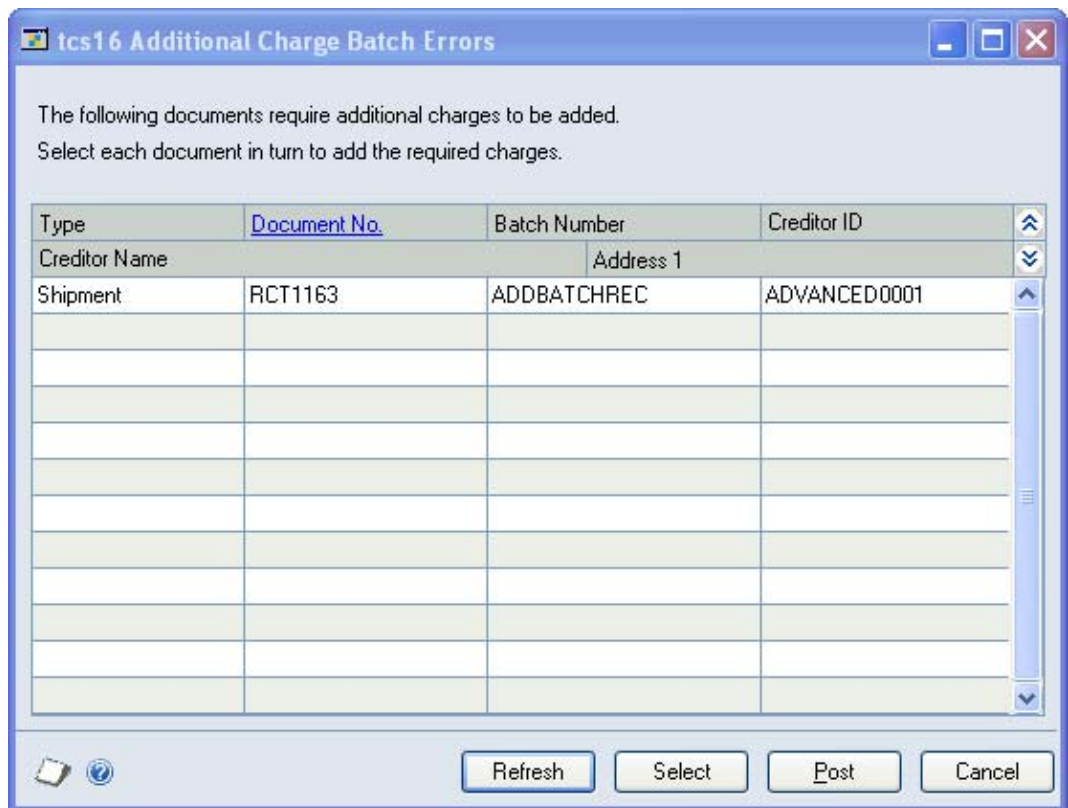 tcs16 Additional Charge Batch Errors
The following documents require additional charges to be added.
Select each document in turn to add the required charges.
Type Document No. Batch Number Creditor ID
Creditor Name Address 1
Shipment RCT1163 ADDBATCHREC ADVANCED0001
Refresh Select Post Cancel